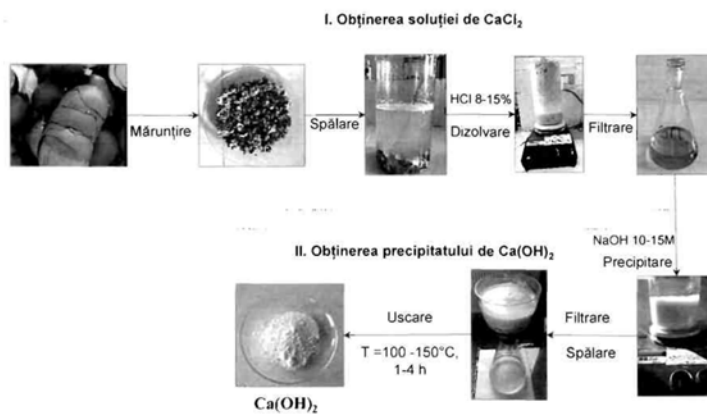 I. Obținerea soluției de CaCl₂
Mărunțire
Spălare
HCl 8-15%
Dizolvare
Filtrare
NaOH 10-15M
Precipitare
II. Obținerea precipitatului de Ca(OH)₂
Filtrare
Spălare
Uscare
T =100 -150°C,
1-4 h
Ca(OH)₂